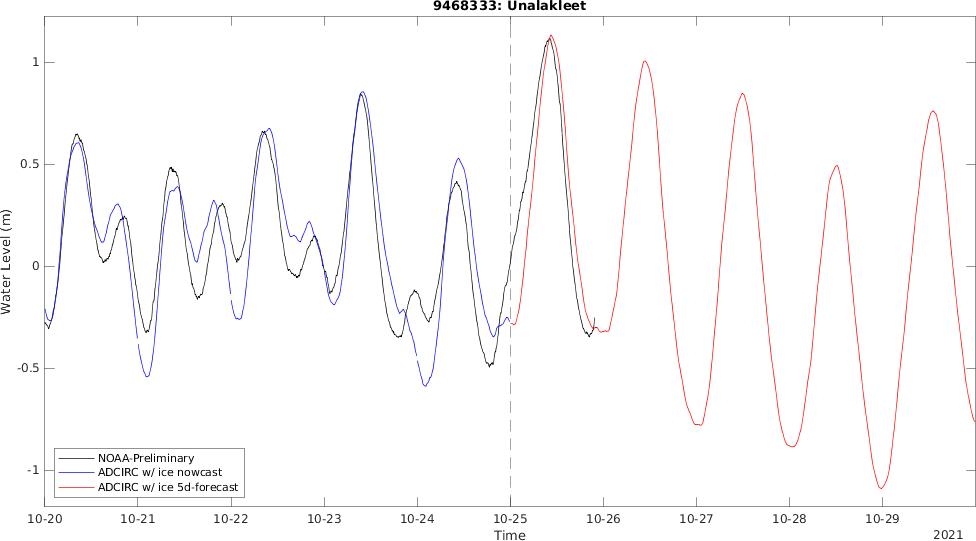 9468333: Unalakleet
Water Level (m)
1
0.5
0
-0.5
-1
NOAA-Preliminary
ADCIRC w/ ice nowcast
ADCIRC w/ ice 5d-forecast
10-20 10-21 10-22 10-23 10-24 10-25 10-26 10-27 10-28 10-29
Time
2021